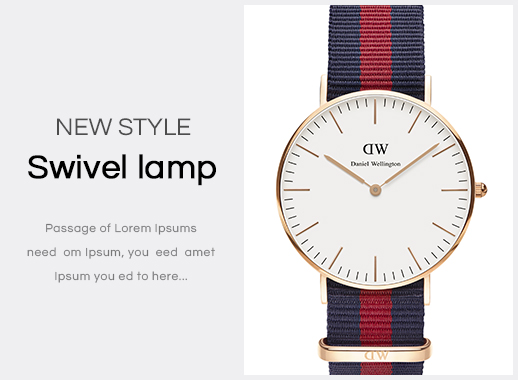 NEW STYLE
Swivel lamp
Passage of Lorem Ipsums
need om Ipsum, you eed amet
Ipsum you ed to here...
DW
Daniel Wellington
DW